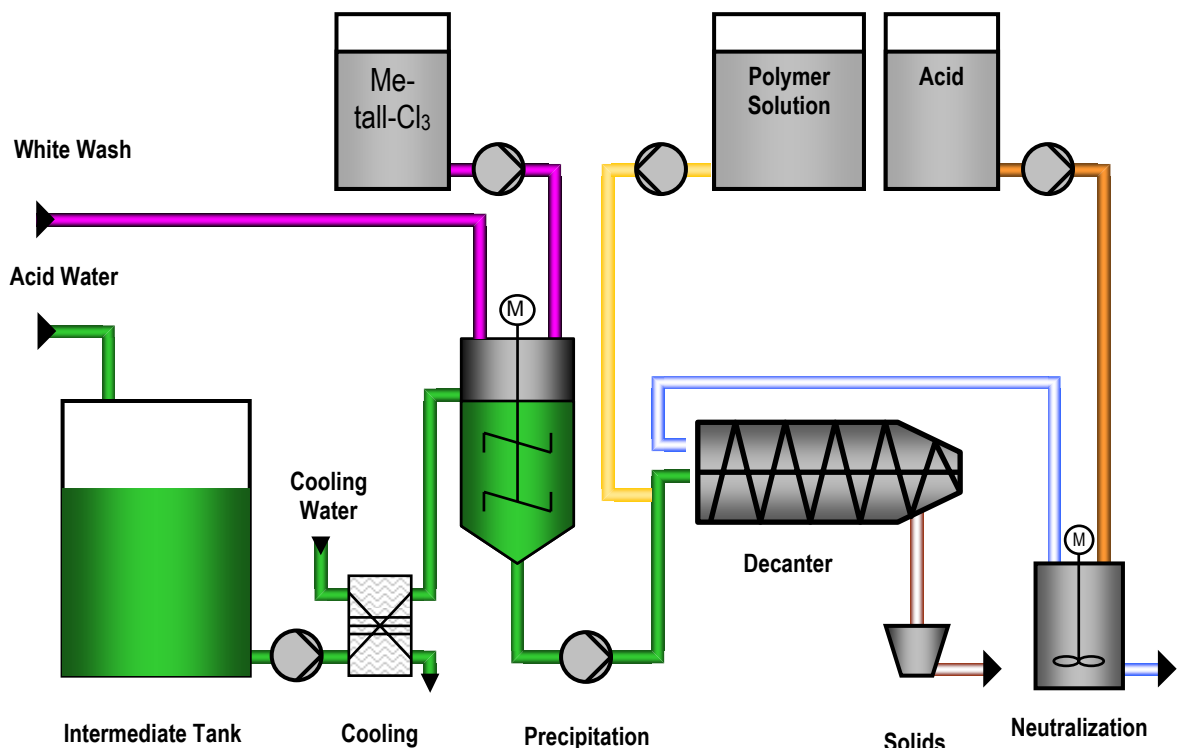 Me-
tall-Cl₃
Polymer
Solution
Acid
White Wash
Acid Water
M
Cooling
Water
M
Decanter
Intermediate Tank
Cooling
Precipitation
Solids
Neutralization